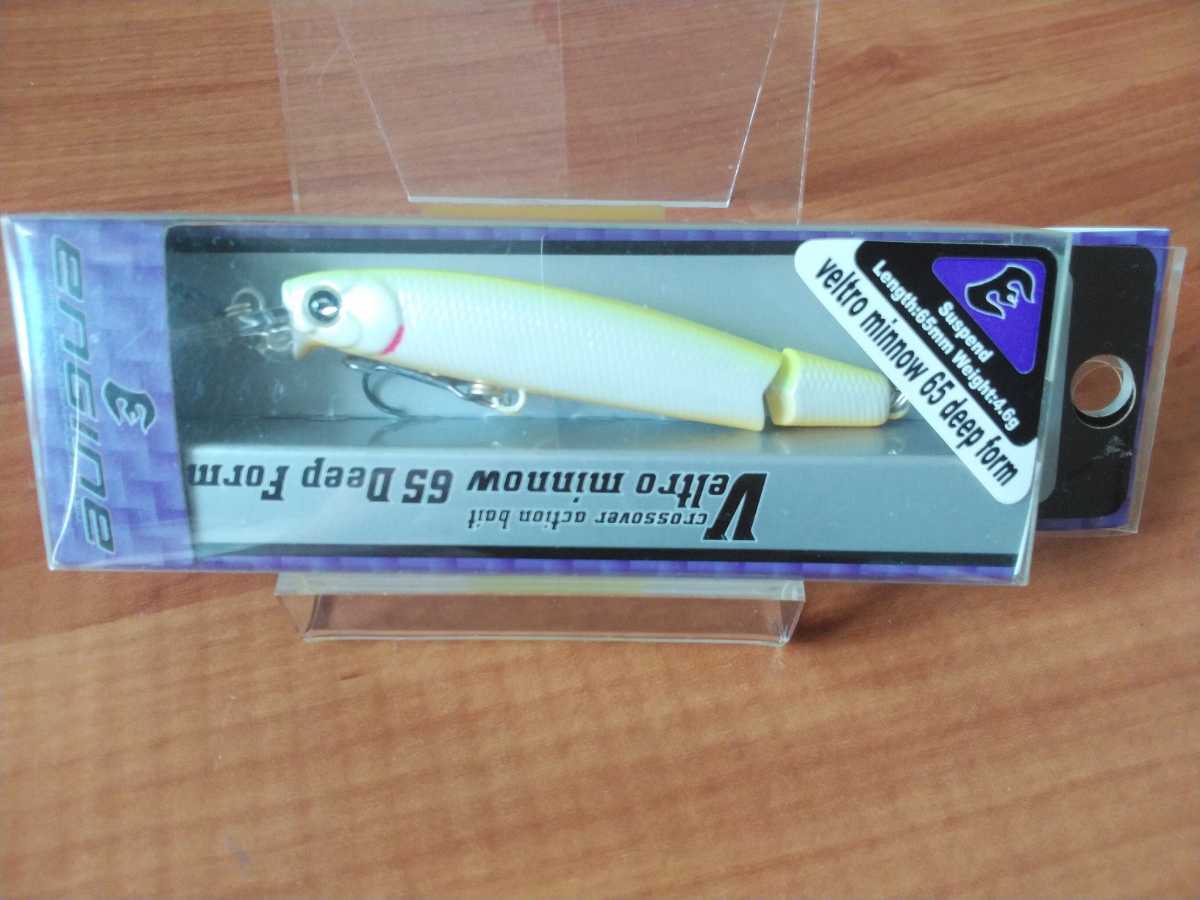 engine
Suspend
Length:65mm Weight:4.6g
veltro minnow 65 deep form
crossover action bait
Veltro minnow 65 Deep Form